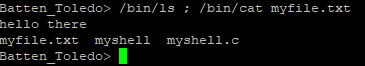 Batten_Toledo> /bin/ls ; /bin/cat myfile.txt
hello there
myfile.txt  myshell  myshell.c
Batten_Toledo>